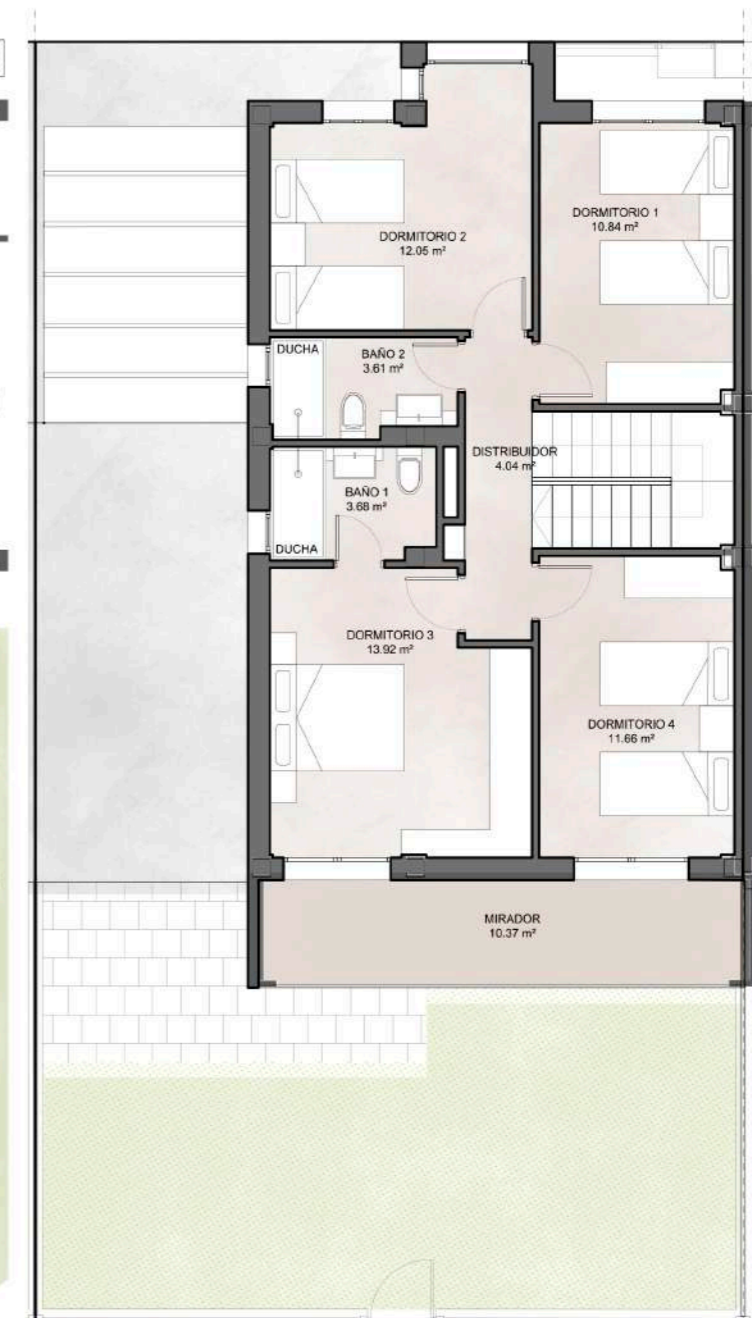 DORMITORIO 1
10.84 m²
DORMITORIO 2
12.05 m²
DUCHA
BAÑO 2
3.61 m²
DISTRIBUIDOR
4.04 m²
BAÑO 1
3.68 m²
DUCHA
DORMITORIO 3
13.92 m²
DORMITORIO 4
11.66 m²
MIRADOR
10.37 m²